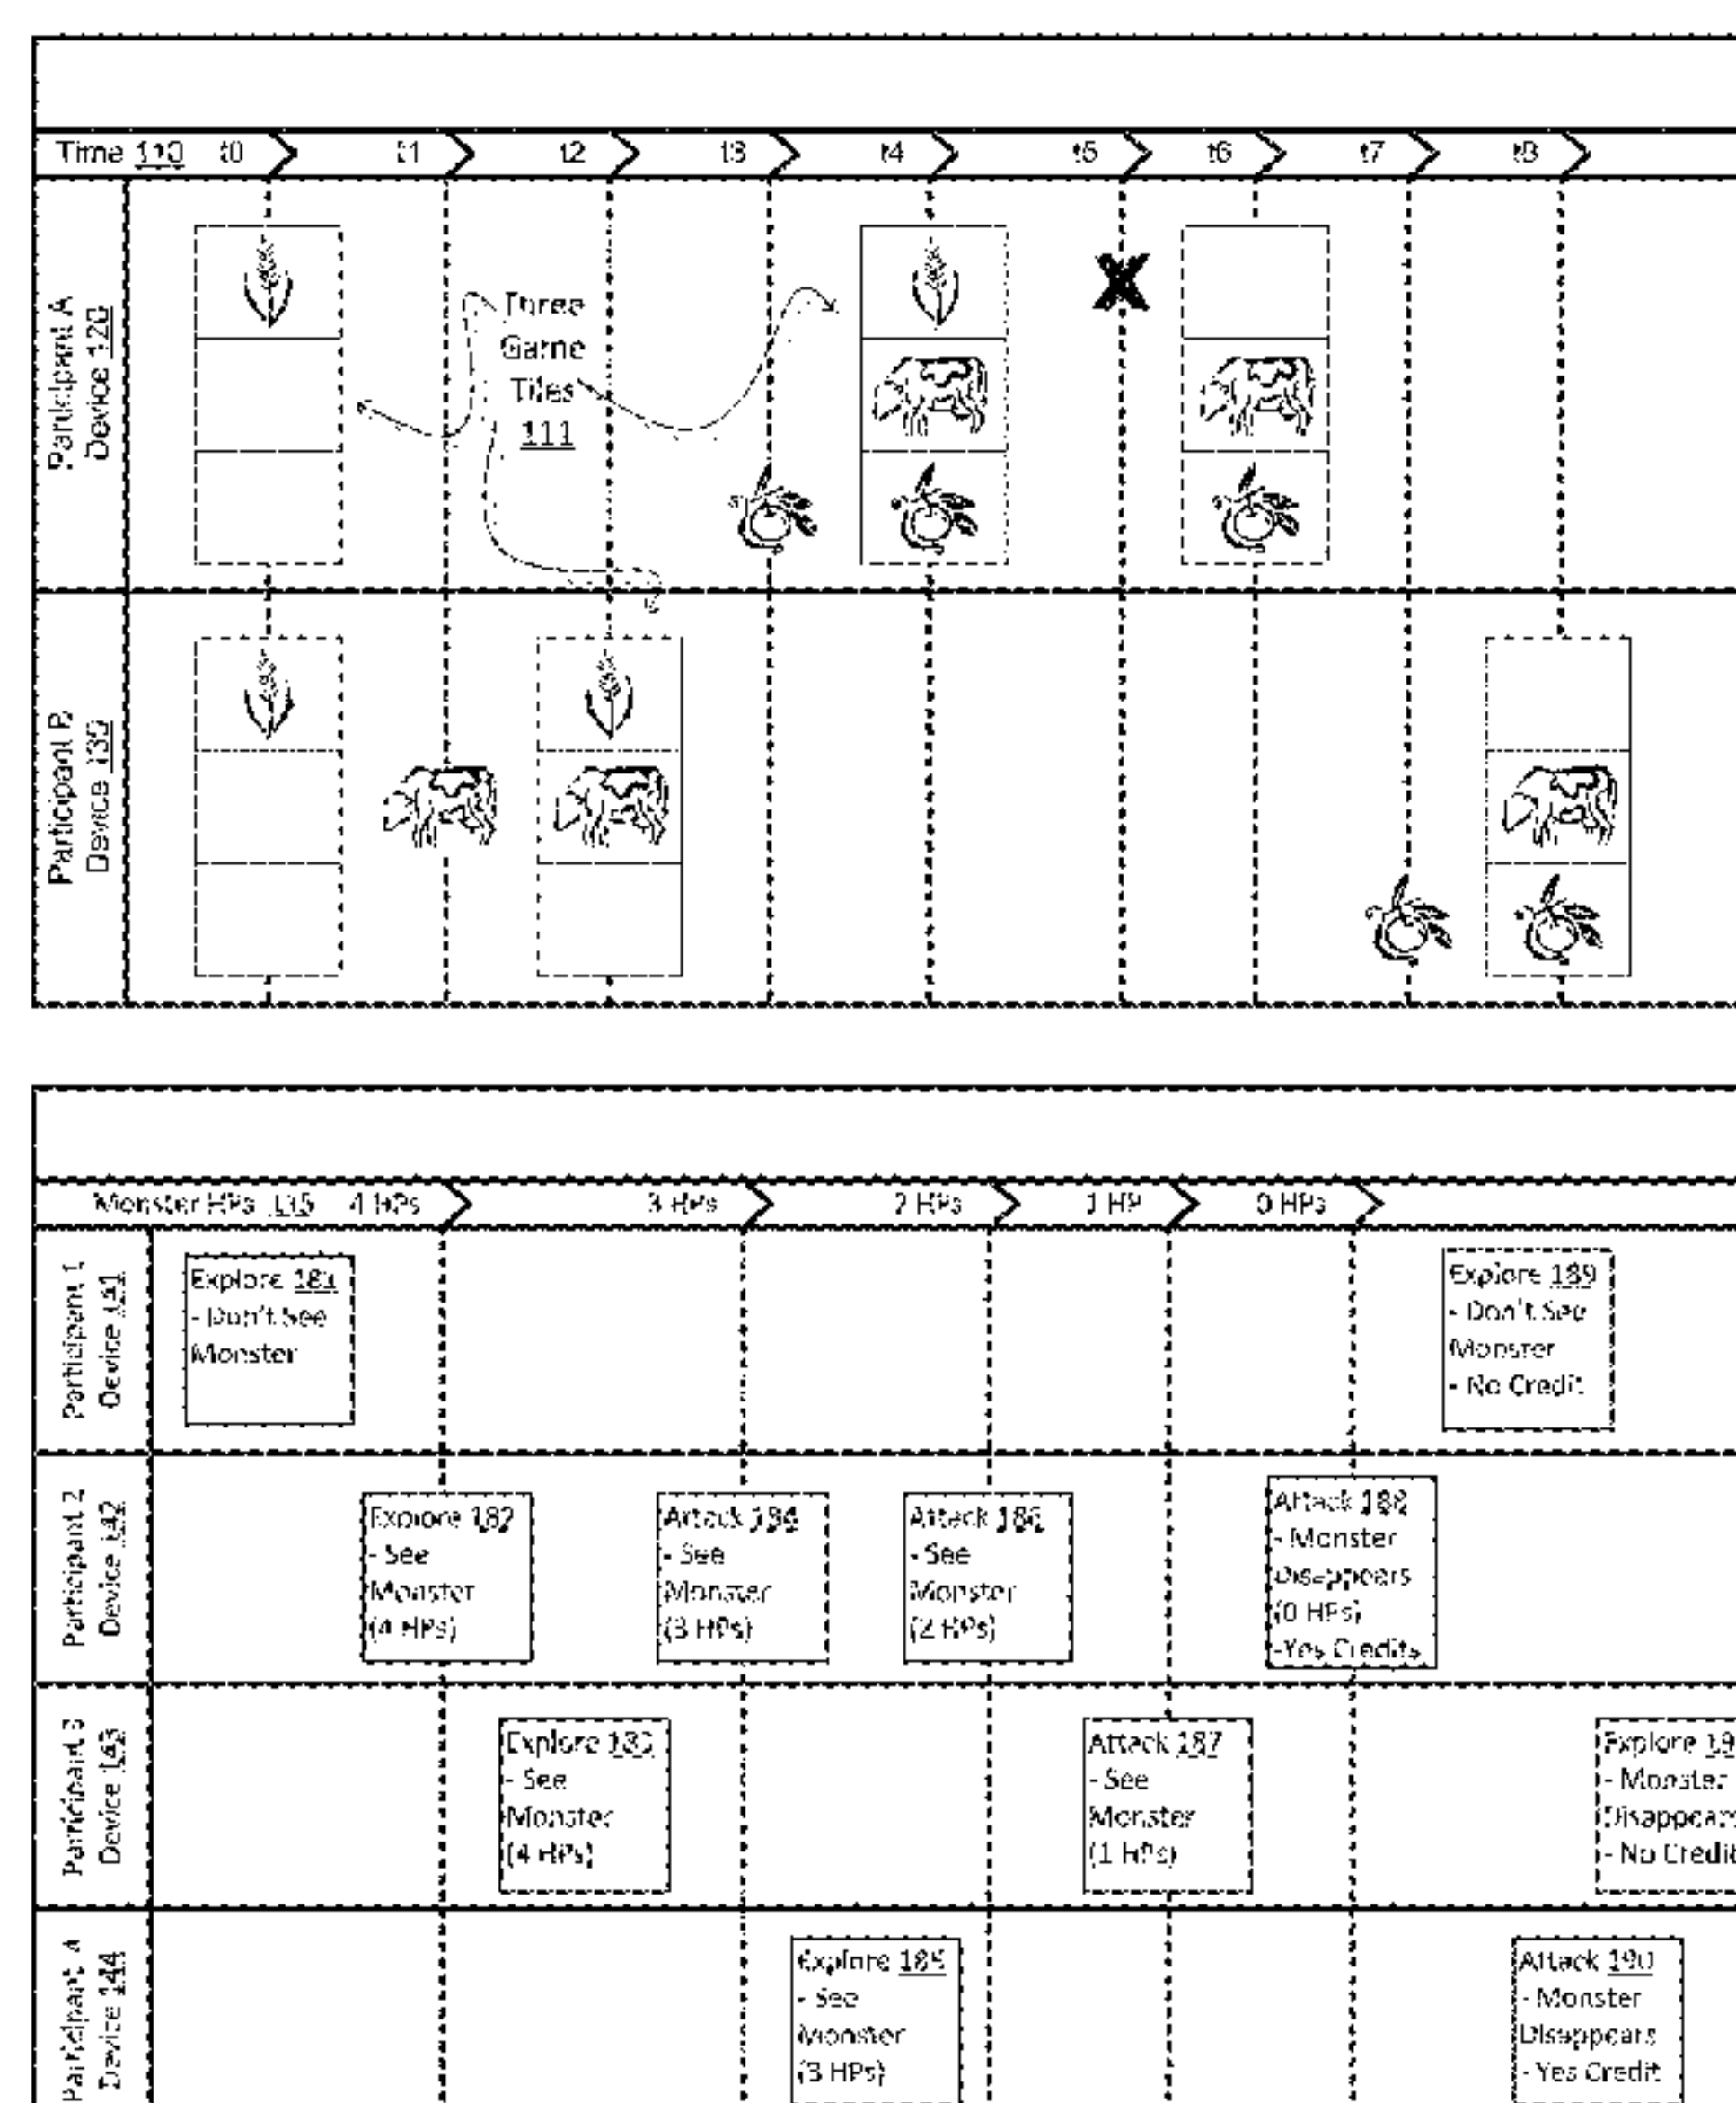 Time 110 t0 t1 t2 t3 t4 t5 t6 t7 t8
Participant A
Device 120
Three
Game
Tiles
111
Participant B
Device 130
Monster HPs 135 4 HPs 3 HPs 2 HPs 1 HP 0 HPs
Participant 1
Device 141
Explore 181
- Don't See
Monster
Explore 189
- Don't See
Monster
- No Credit
Participant 2
Device 142
Explore 182
- See
Monster
(4 HPs)
Attack 184
- See
Monster
(3 HPs)
Attack 186
- See
Monster
(2 HPs)
Attack 188
- Monster
Disappears
(0 HPs)
-Yes Credits
Participant 3
Device 143
Explore 183
- See
Monster
(4 HPs)
Attack 187
- See
Monster
(1 HPs)
Explore 19
- Monster
Disappears
- No Credit
Participant 4
Device 144
Explore 185
- See
Monster
(3 HPs)
Attack 190
- Monster
Disappears
- Yes Credit